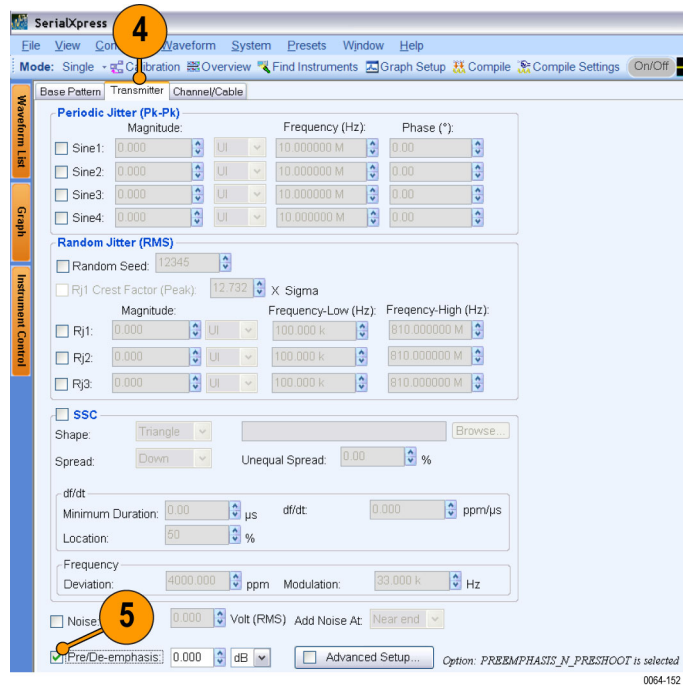 SerialXpress
4
File View Con Waveform System Presets Window Help
Mode: Single Calibration Overview Find Instruments Graph Setup Compile Compile Settings On/Off
Base Pattern Transmitter Channel/Cable
Waveform List
Graph
Instrument Control
Periodic Jitter (Pk-Pk)
Magnitude: Frequency (Hz): Phase (°):
Sine1: 0.000 UI 10.000000 M 0.00
Sine2: 0.000 UI 10.000000 M 0.00
Sine3: 0.000 UI 10.000000 M 0.00
Sine4: 0.000 UI 10.000000 M 0.00
Random Jitter (RMS)
Random Seed: 12345
Rj1 Crest Factor (Peak): 12.732 X Sigma
Magnitude: Frequency-Low (Hz): Freqency-High (Hz):
Rj1: 0.000 UI 100.000 k 810.000000 M
Rj2: 0.000 UI 100.000 k 810.000000 M
Rj3: 0.000 UI 100.000 k 810.000000 M
SSC
Shape: Triangle Browse...
Spread: Down Unequal Spread: 0.00 %
df/dt
Minimum Duration: 0.00 µs df/dt: 0.000 ppm/µs
Location: 50 %
Frequency
Deviation: 4000.000 ppm Modulation: 33.000 k Hz
5
Noise: 0.000 Volt (RMS) Add Noise At: Near end
Pre/De-emphasis: 0.000 dB Advanced Setup... Option: PREEMPHASIS_N_PRESHOOT is selected
0064-152